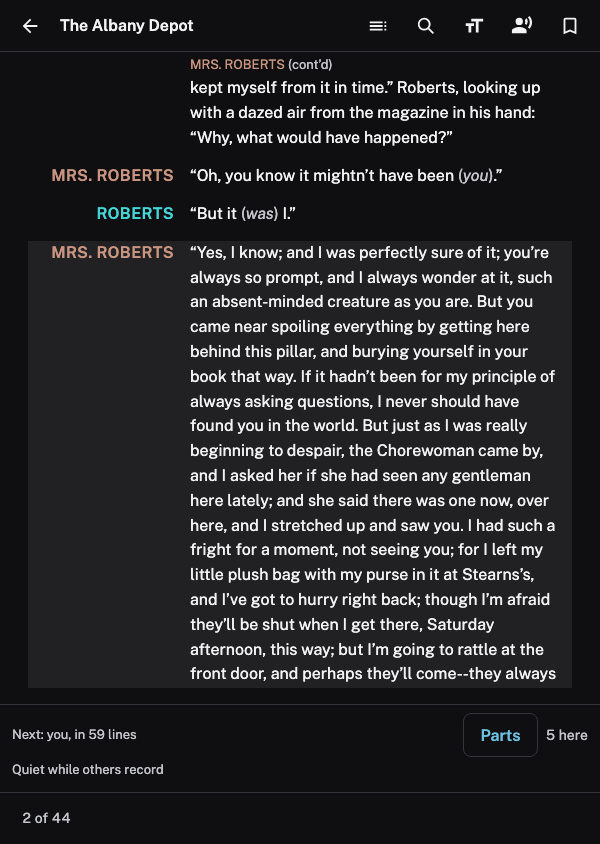 The Albany Depot
MRS. ROBERTS (cont’d)
kept myself from it in time.” Roberts, looking up
with a dazed air from the magazine in his hand:
“Why, what would have happened?”
MRS. ROBERTS “Oh, you know it mightn’t have been (you).”
ROBERTS “But it (was) I.”
MRS. ROBERTS “Yes, I know; and I was perfectly sure of it; you’re
always so prompt, and I always wonder at it, such
an absent-minded creature as you are. But you
came near spoiling everything by getting here
behind this pillar, and burying yourself in your
book that way. If it hadn’t been for my principle of
always asking questions, I never should have
found you in the world. But just as I was really
beginning to despair, the Chorewoman came by,
and I asked her if she had seen any gentleman
here lately; and she said there was one now, over
here, and I stretched up and saw you. I had such a
fright for a moment, not seeing you; for I left my
little plush bag with my purse in it at Stearns’s,
and I’ve got to hurry right back; though I’m afraid
they’ll be shut when I get there, Saturday
afternoon, this way; but I’m going to rattle at the
front door, and perhaps they’ll come--they always
Next: you, in 59 lines
Parts 5 here
Quiet while others record
2 of 44